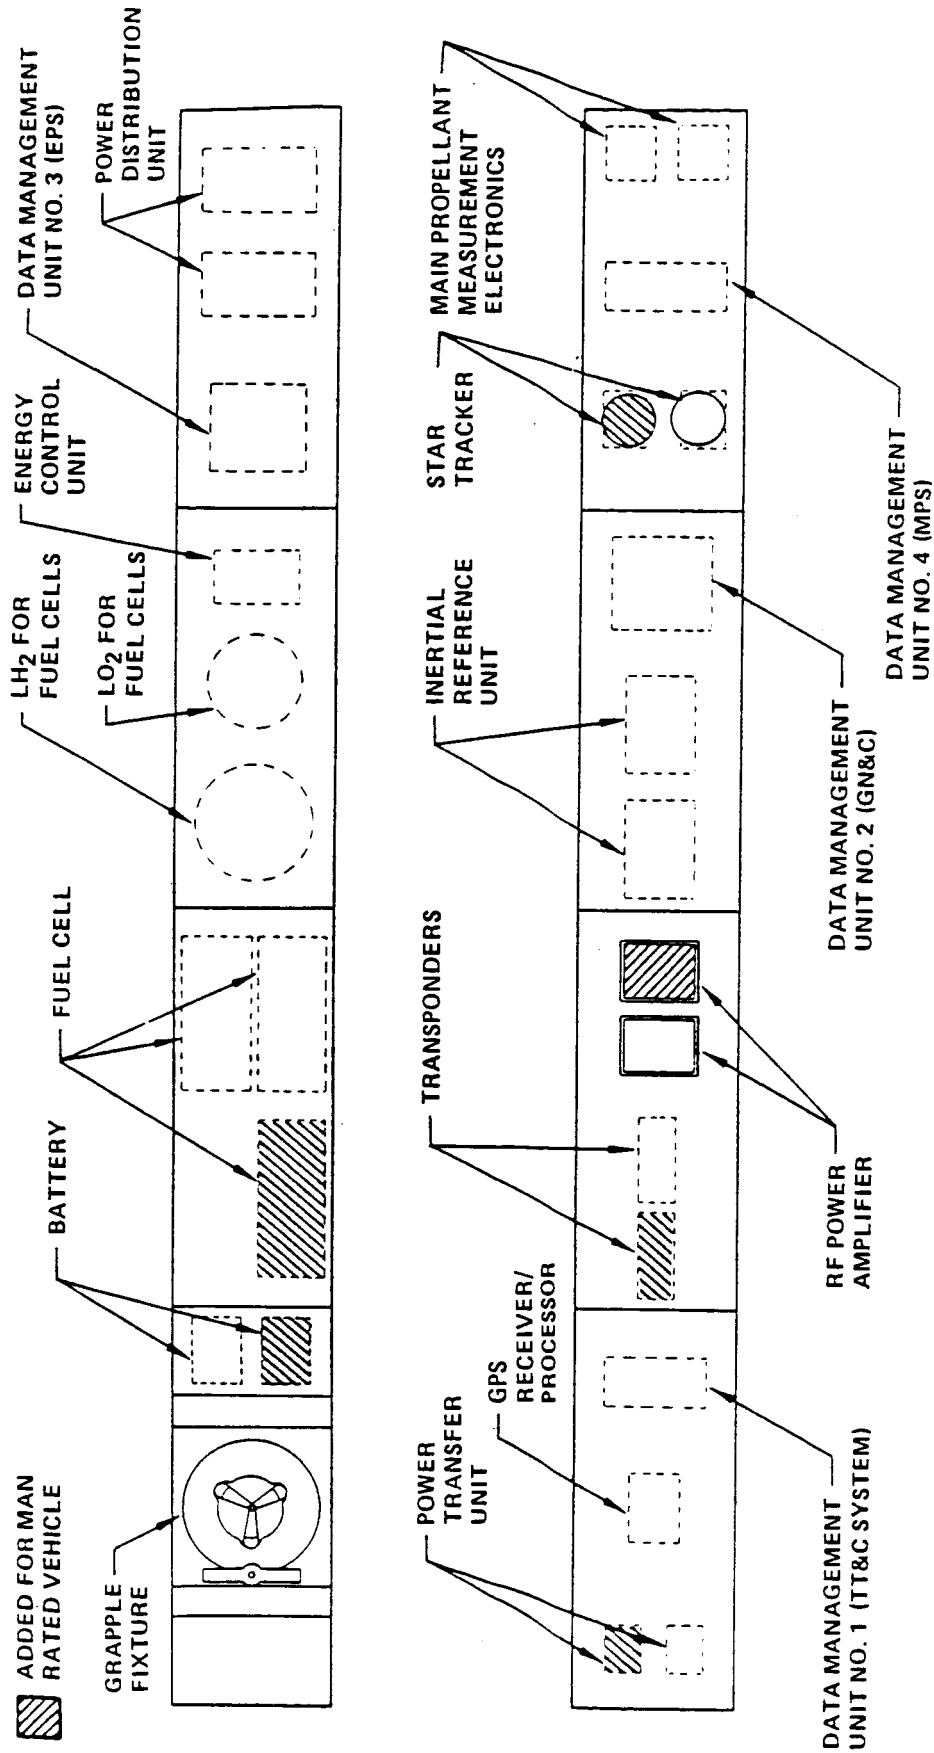 ADDED FOR MAN
RATED VEHICLE
GRAPPLE
FIXTURE
BATTERY
FUEL CELL
LH2 FOR
FUEL CELLS
LO2 FOR
FUEL CELLS
ENERGY
CONTROL
UNIT
DATA MANAGEMENT
UNIT NO. 3 (EPS)
POWER
DISTRIBUTION
UNIT
POWER
TRANSFER
UNIT
GPS
RECEIVER/
PROCESSOR
TRANSPONDERS
INERTIAL
REFERENCE
UNIT
STAR
TRACKER
MAIN PROPELLANT
MEASUREMENT
ELECTRONICS
DATA MANAGEMENT
UNIT NO. 1 (TT&C SYSTEM)
RF POWER
AMPLIFIER
DATA MANAGEMENT
UNIT NO. 2 (GN&C)
DATA MANAGEMENT
UNIT NO. 4 (MPS)